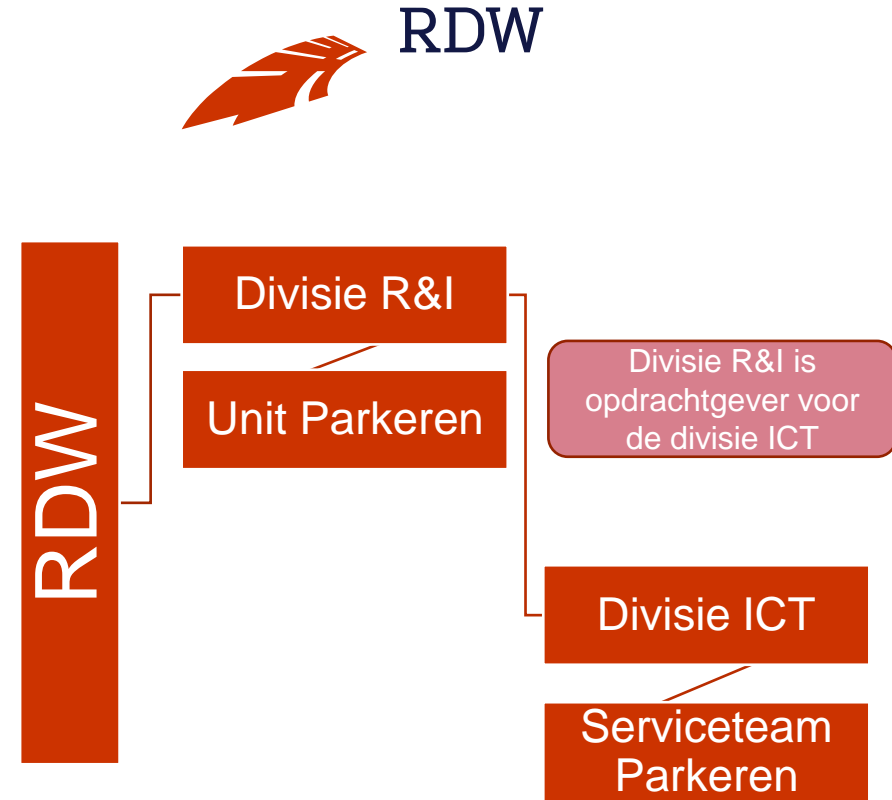 RDW
RDW
Divisie R&I
Unit Parkeren
Divisie R&I is
opdrachtgever voor
de divisie ICT
Divisie ICT
Serviceteam
Parkeren